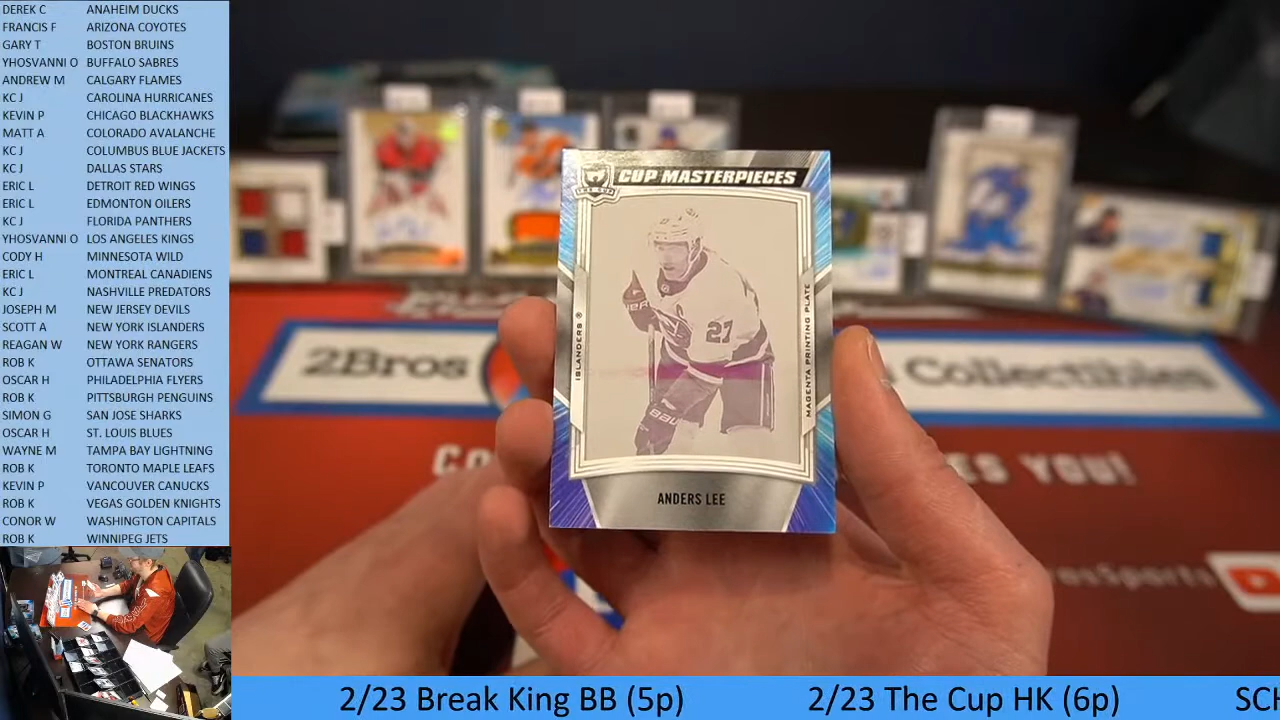 DEREK C ANAHEIM DUCKS
FRANCIS F ARIZONA COYOTES
GARY T BOSTON BRUINS
YHOSVANNI O BUFFALO SABRES
ANDREW M CALGARY FLAMES
KC J CAROLINA HURRICANES
KEVIN P CHICAGO BLACKHAWKS
MATT A COLORADO AVALANCHE
KC J COLUMBUS BLUE JACKETS
KC J DALLAS STARS
ERIC L DETROIT RED WINGS
ERIC L EDMONTON OILERS
KC J FLORIDA PANTHERS
YHOSVANNI O LOS ANGELES KINGS
CODY H MINNESOTA WILD
ERIC L MONTREAL CANADIENS
KC J NASHVILLE PREDATORS
JOSEPH M NEW JERSEY DEVILS
SCOTT A NEW YORK ISLANDERS
REAGAN W NEW YORK RANGERS
ROB K OTTAWA SENATORS
OSCAR H PHILADELPHIA FLYERS
ROB K PITTSBURGH PENGUINS
SIMON G SAN JOSE SHARKS
OSCAR H ST. LOUIS BLUES
WAYNE M TAMPA BAY LIGHTNING
ROB K TORONTO MAPLE LEAFS
KEVIN P VANCOUVER CANUCKS
ROB K VEGAS GOLDEN KNIGHTS
CONOR W WASHINGTON CAPITALS
ROB K WINNIPEG JETS
THE CUP
CUP MASTERPIECES
ISLANDERS®
27
BAUER
MAGENTA PRINTING PLATE
ANDERS LEE
2Bros
Collectibles
YOU!
2/23 Break King BB (5p) 2/23 The Cup HK (6p) SCH